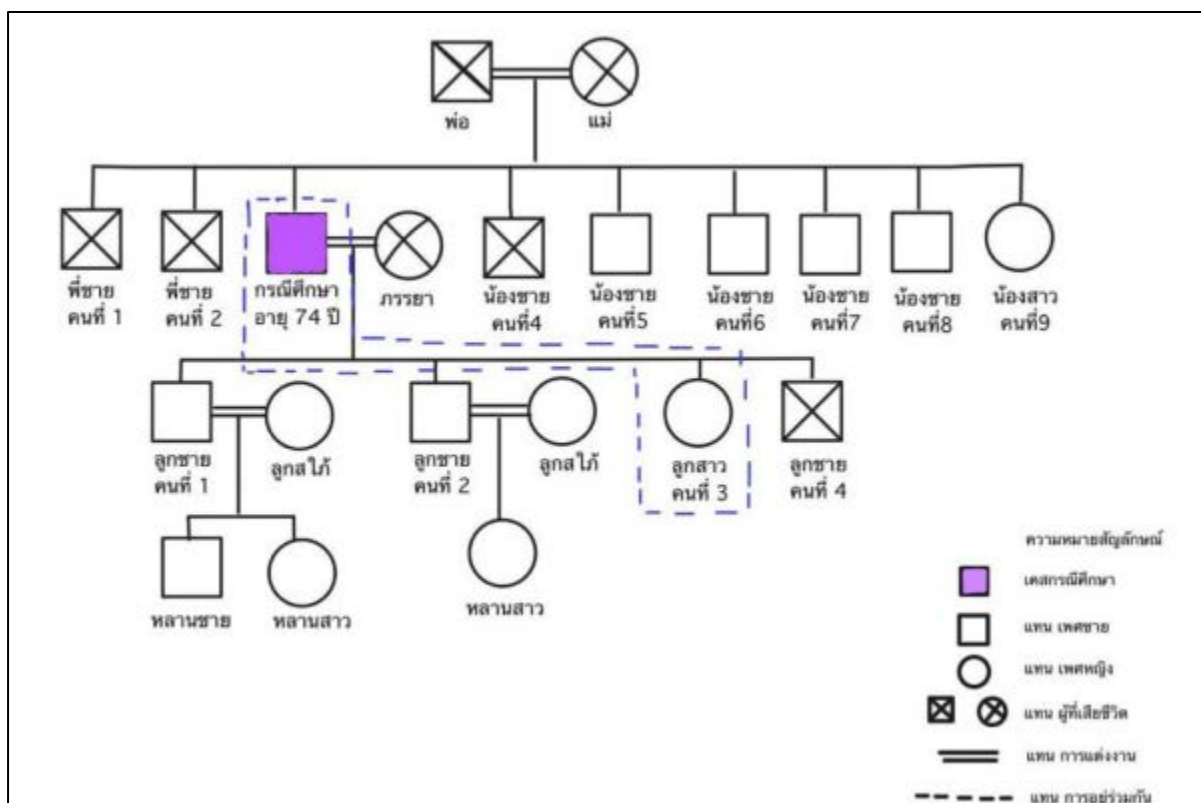 พ่อ
แม่
พี่ชาย
คนที่ 1
พี่ชาย
คนที่ 2
กรณีศึกษา
อายุ 74 ปี
ภรรยา
น้องชาย
คนที่4
น้องชาย
คนที่5
น้องชาย
คนที่6
น้องชาย
คนที่7
น้องชาย
คนที่8
น้องสาว
คนที่9
ลูกชาย
คนที่ 1
ลูกสใภ้
ลูกชาย
คนที่ 2
ลูกสใภ้
ลูกสาว
คนที่ 3
ลูกชาย
คนที่ 4
หลานชาย
หลานสาว
หลานสาว
ความหมายสัญลักษณ์
เคสกรณีศึกษา
แทน เพศชาย
แทน เพศหญิง
แทน ผู้ที่เสียชีวิต
แทน การแต่งงาน
แทน การอยู่ร่วมกัน